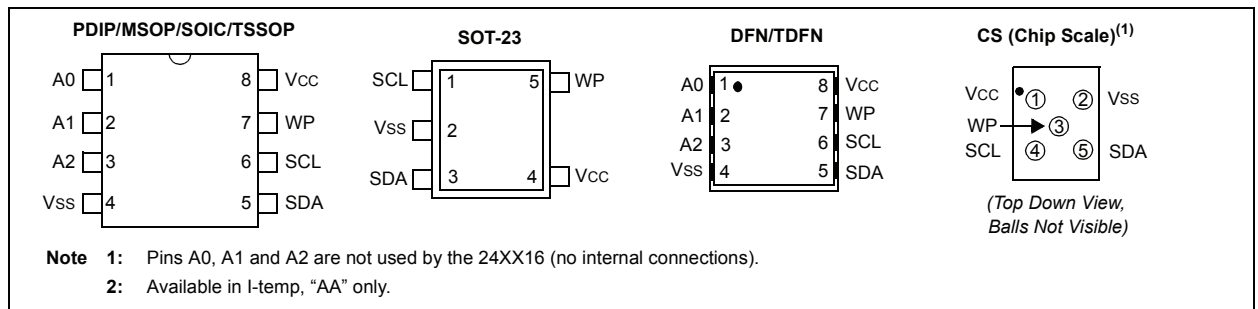 PDIP/MSOP/SOIC/TSSOP
A0 1 8 VCC
A1 2 7 WP
A2 3 6 SCL
VSS 4 5 SDA
SOT-23
SCL 1 5 WP
VSS 2
SDA 3 4 VCC
DFN/TDFN
A0 1 8 VCC
A1 2 7 WP
A2 3 6 SCL
VSS 4 5 SDA
CS (Chip Scale)(1)
VCC 1 2 VSS
WP 3
SCL 4 5 SDA
(Top Down View,
Balls Not Visible)
Note 1: Pins A0, A1 and A2 are not used by the 24XX16 (no internal connections).
2: Available in I-temp, “AA” only.